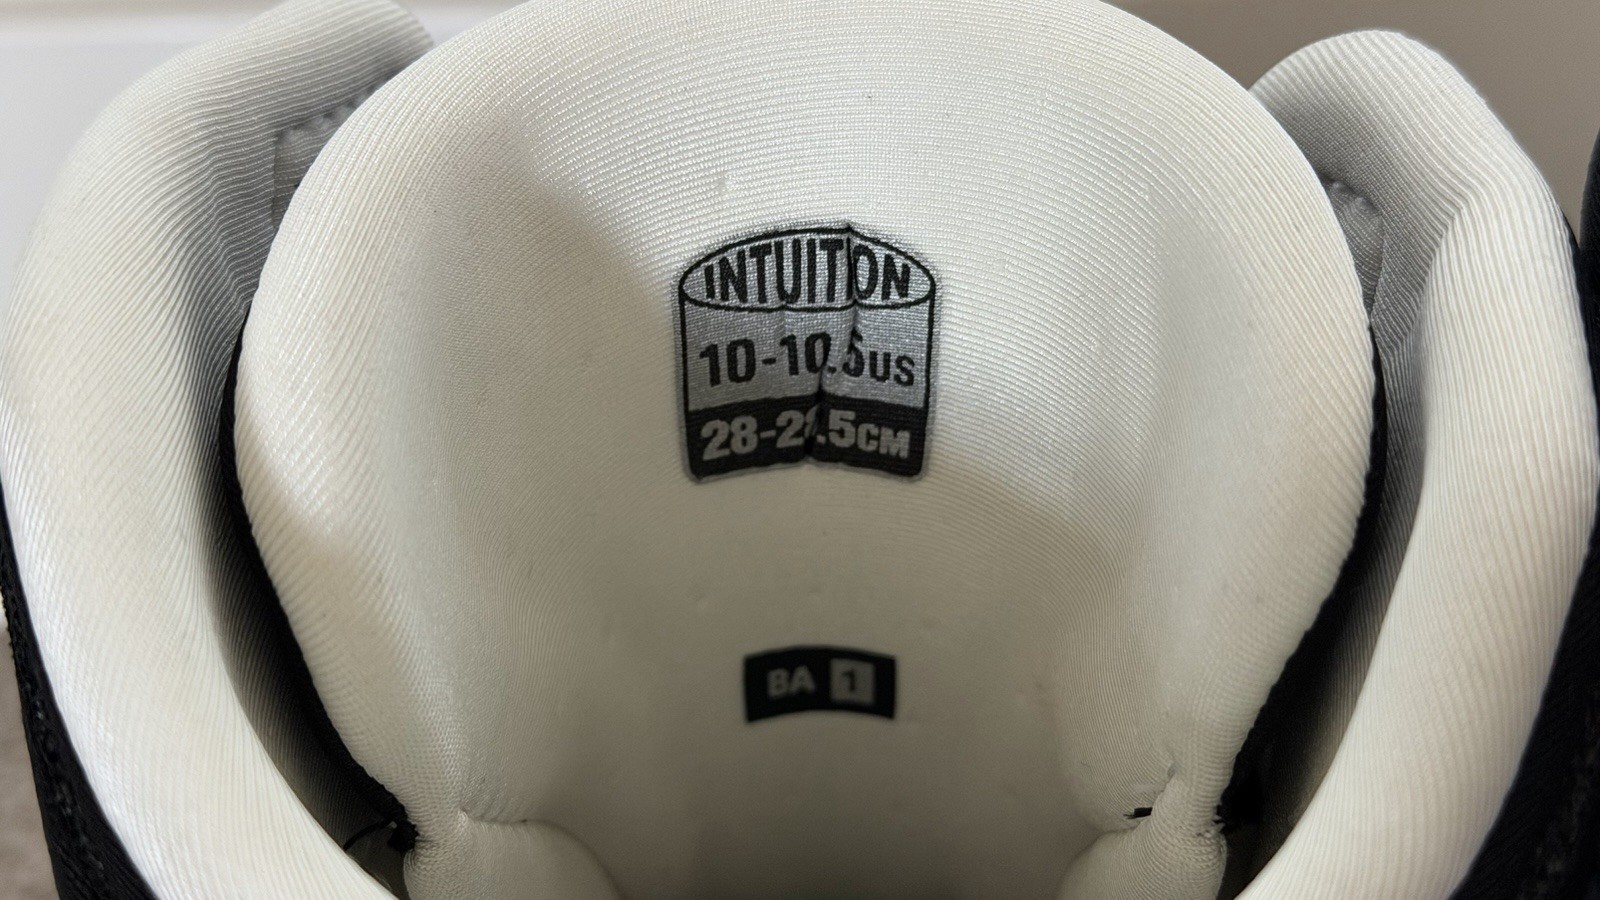 INTUITION
10-10.5US
28-28.5CM
BA 1